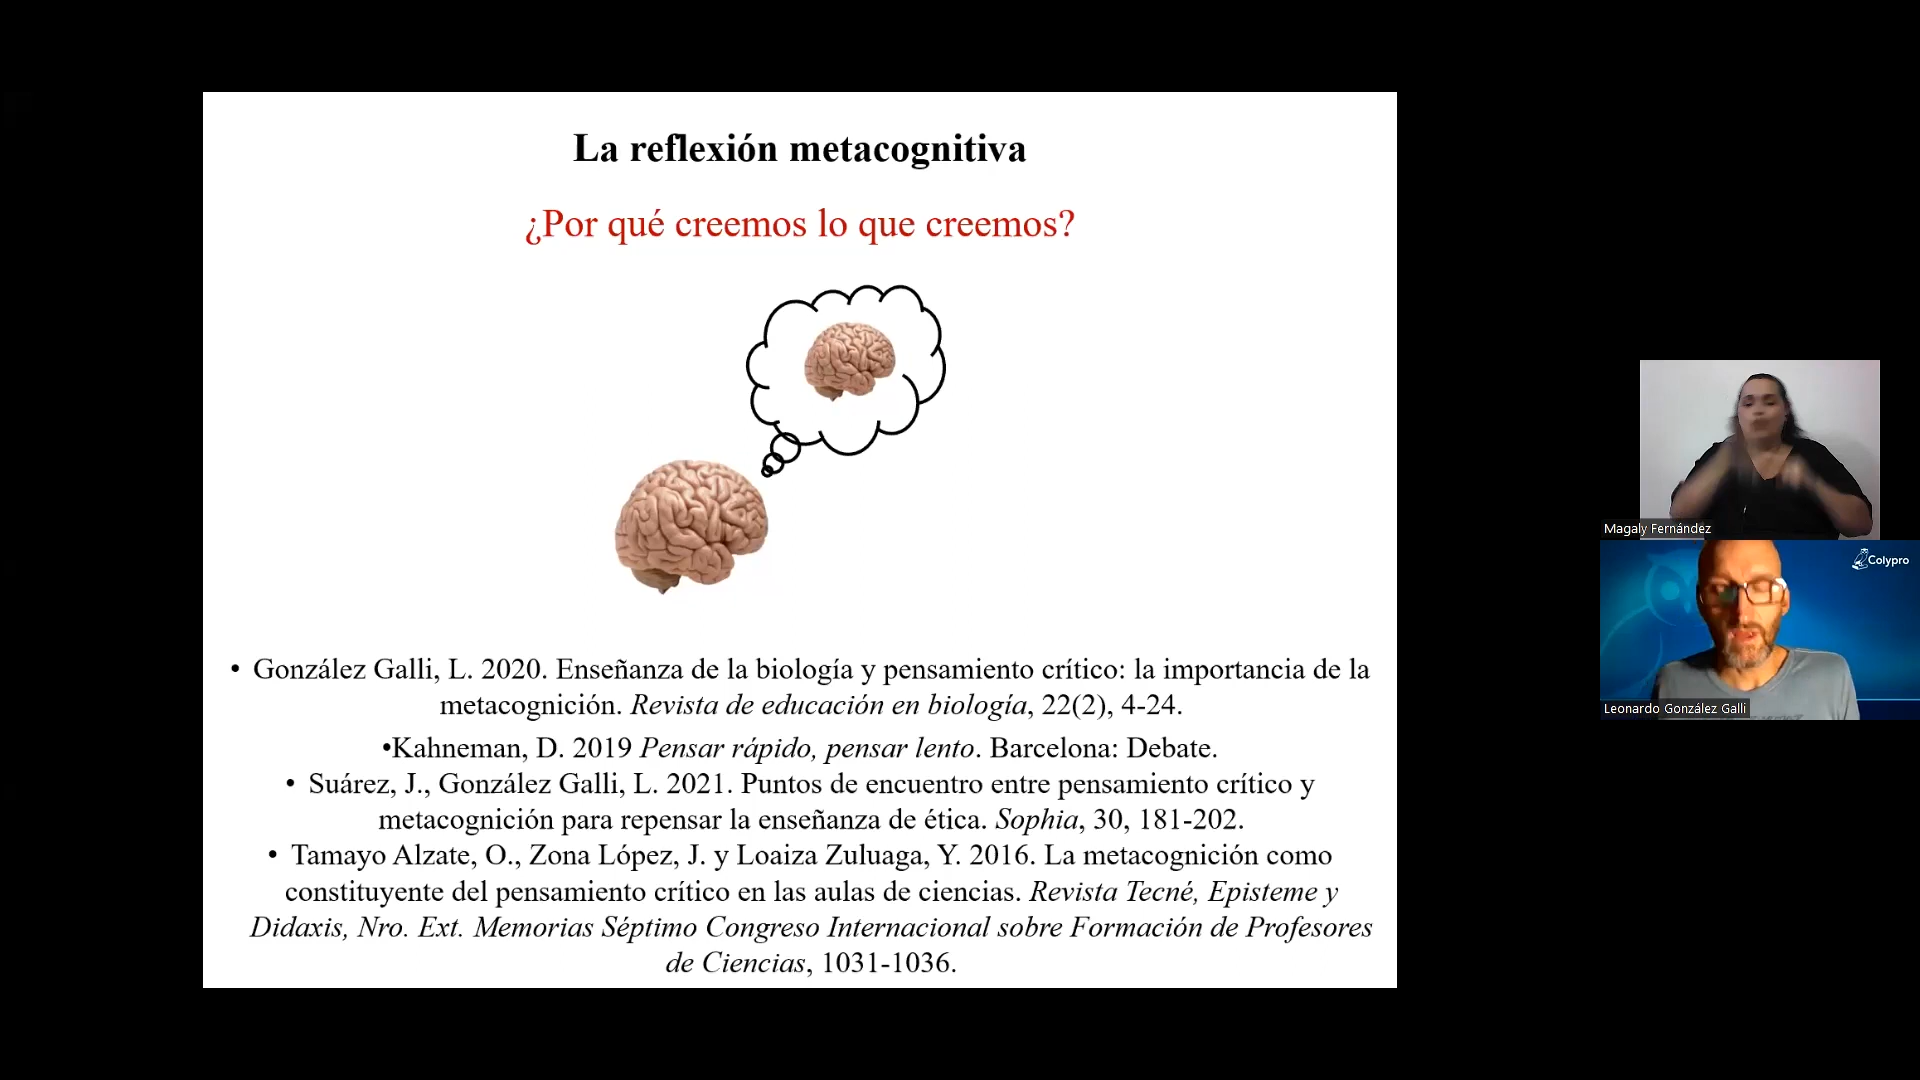 La reflexión metacognitiva
¿Por qué creemos lo que creemos?
• González Galli, L. 2020. Enseñanza de la biología y pensamiento crítico: la importancia de la
metacognición. Revista de educación en biología, 22(2), 4-24.
•Kahneman, D. 2019 Pensar rápido, pensar lento. Barcelona: Debate.
• Suárez, J., González Galli, L. 2021. Puntos de encuentro entre pensamiento crítico y
metacognición para repensar la enseñanza de ética. Sophia, 30, 181-202.
• Tamayo Alzate, O., Zona López, J. y Loaiza Zuluaga, Y. 2016. La metacognición como
constituyente del pensamiento crítico en las aulas de ciencias. Revista Tecné, Episteme y
Didaxis, Nro. Ext. Memorias Séptimo Congreso Internacional sobre Formación de Profesores
de Ciencias, 1031-1036.
Magaly Fernández
Colypro
Leonardo González Galli